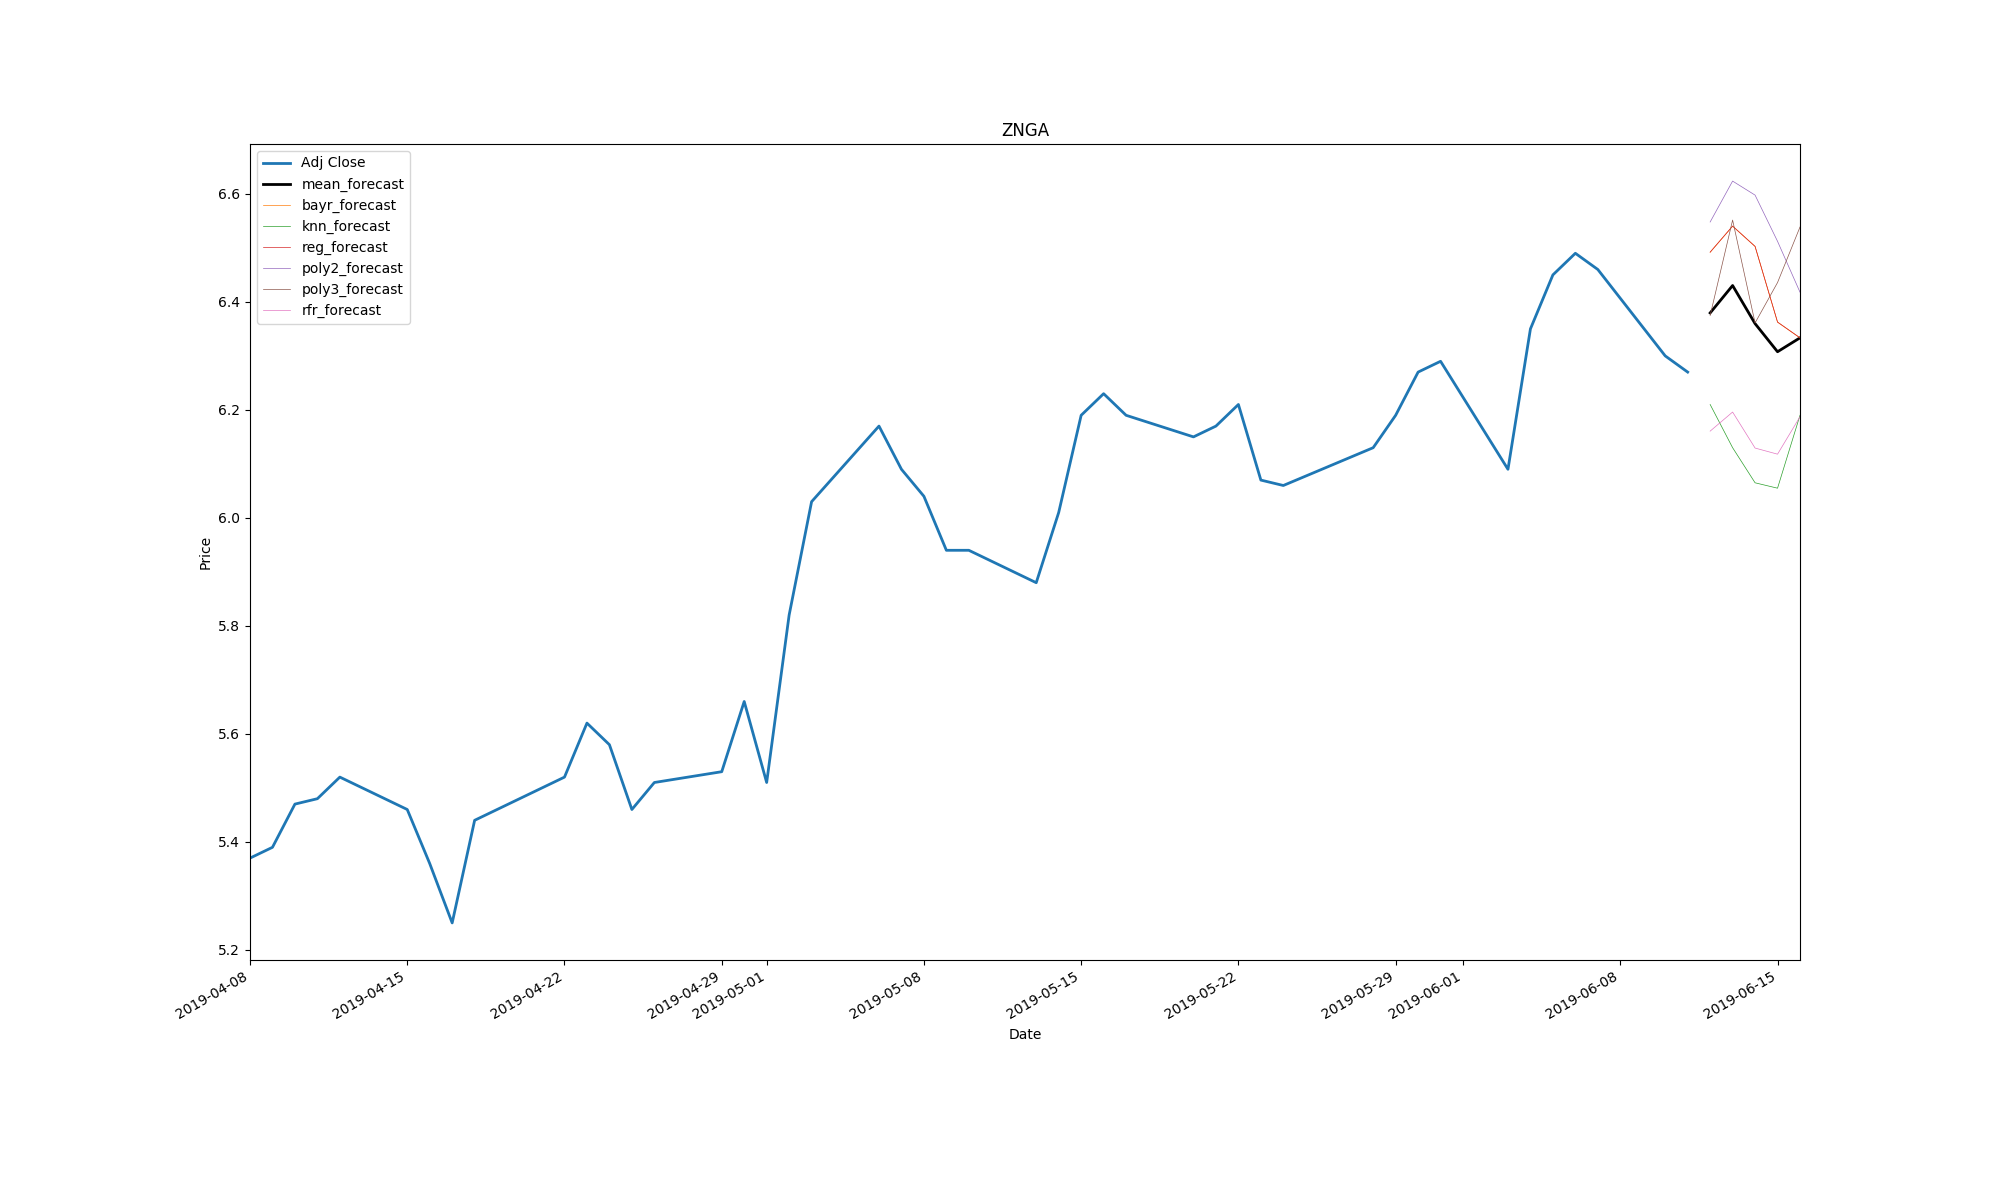 ZNGA
Adj Close
mean_forecast
bayr_forecast
knn_forecast
reg_forecast
poly2_forecast
poly3_forecast
rfr_forecast
6.6
6.4
6.2
6.0
5.8
5.6
5.4
5.2
Price
2019-04-08
2019-04-15
2019-04-22
2019-04-29
2019-05-01
2019-05-08
2019-05-15
2019-05-22
2019-05-29
2019-06-01
2019-06-08
2019-06-15
Date